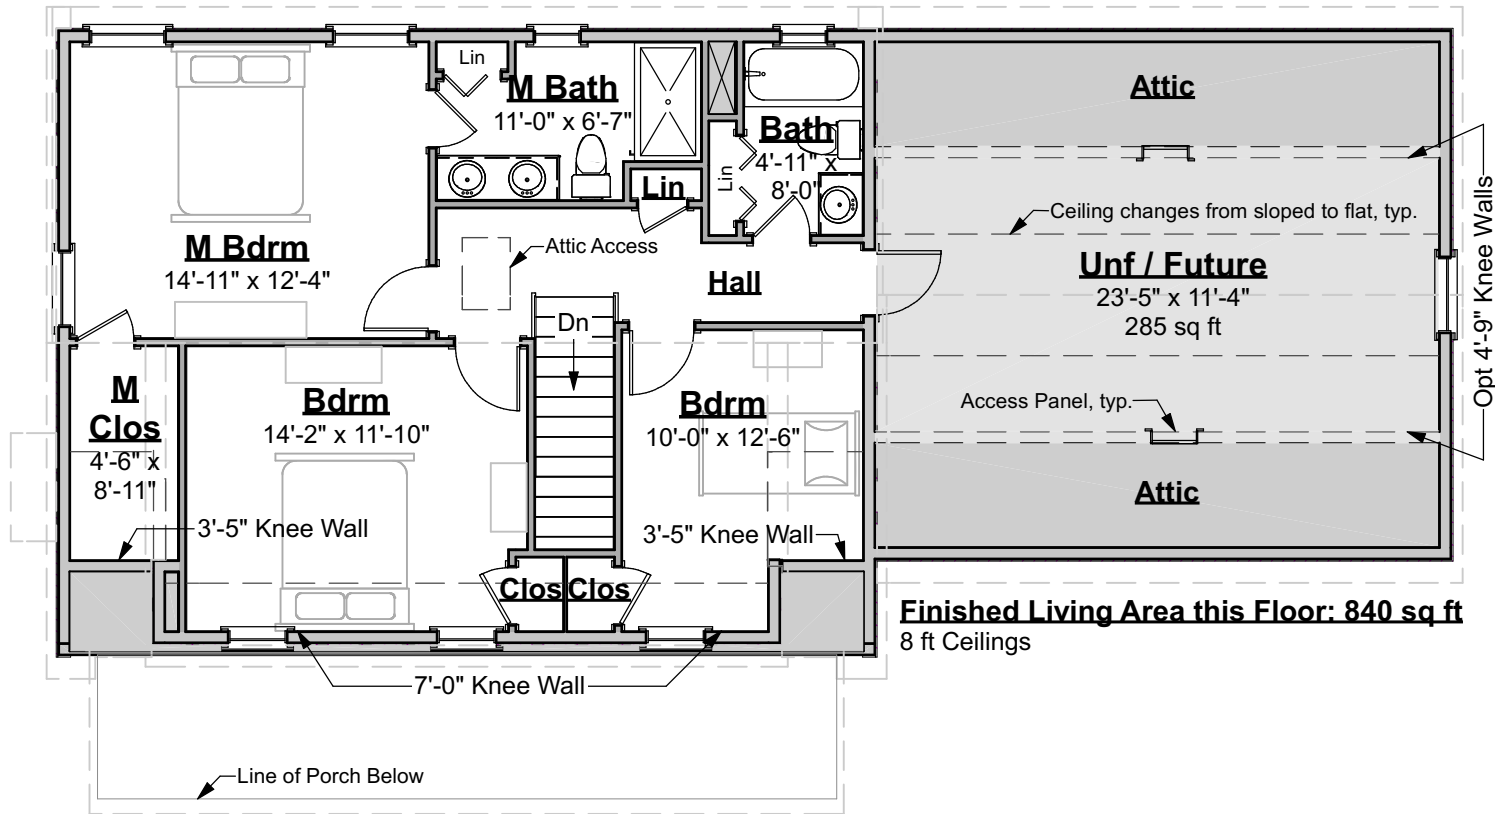 Lin
M Bath
11'-0" x 6'-7"
Bath
4'-11" x
8'-0"
Lin
Lin
Attic
M Bdrm
14'-11" x 12'-4"
Attic Access
Hall
Dn
Ceiling changes from sloped to flat, typ.
Unf / Future
23'-5" x 11'-4"
285 sq ft
Opt 4'-9" Knee Walls
M
Clos
4'-6" x
8'-11"
Bdrm
14'-2" x 11'-10"
Bdrm
10'-0" x 12'-6"
Access Panel, typ.
Attic
3'-5" Knee Wall
3'-5" Knee Wall
Clos
Clos
Finished Living Area this Floor: 840 sq ft
8 ft Ceilings
7'-0" Knee Wall
Line of Porch Below